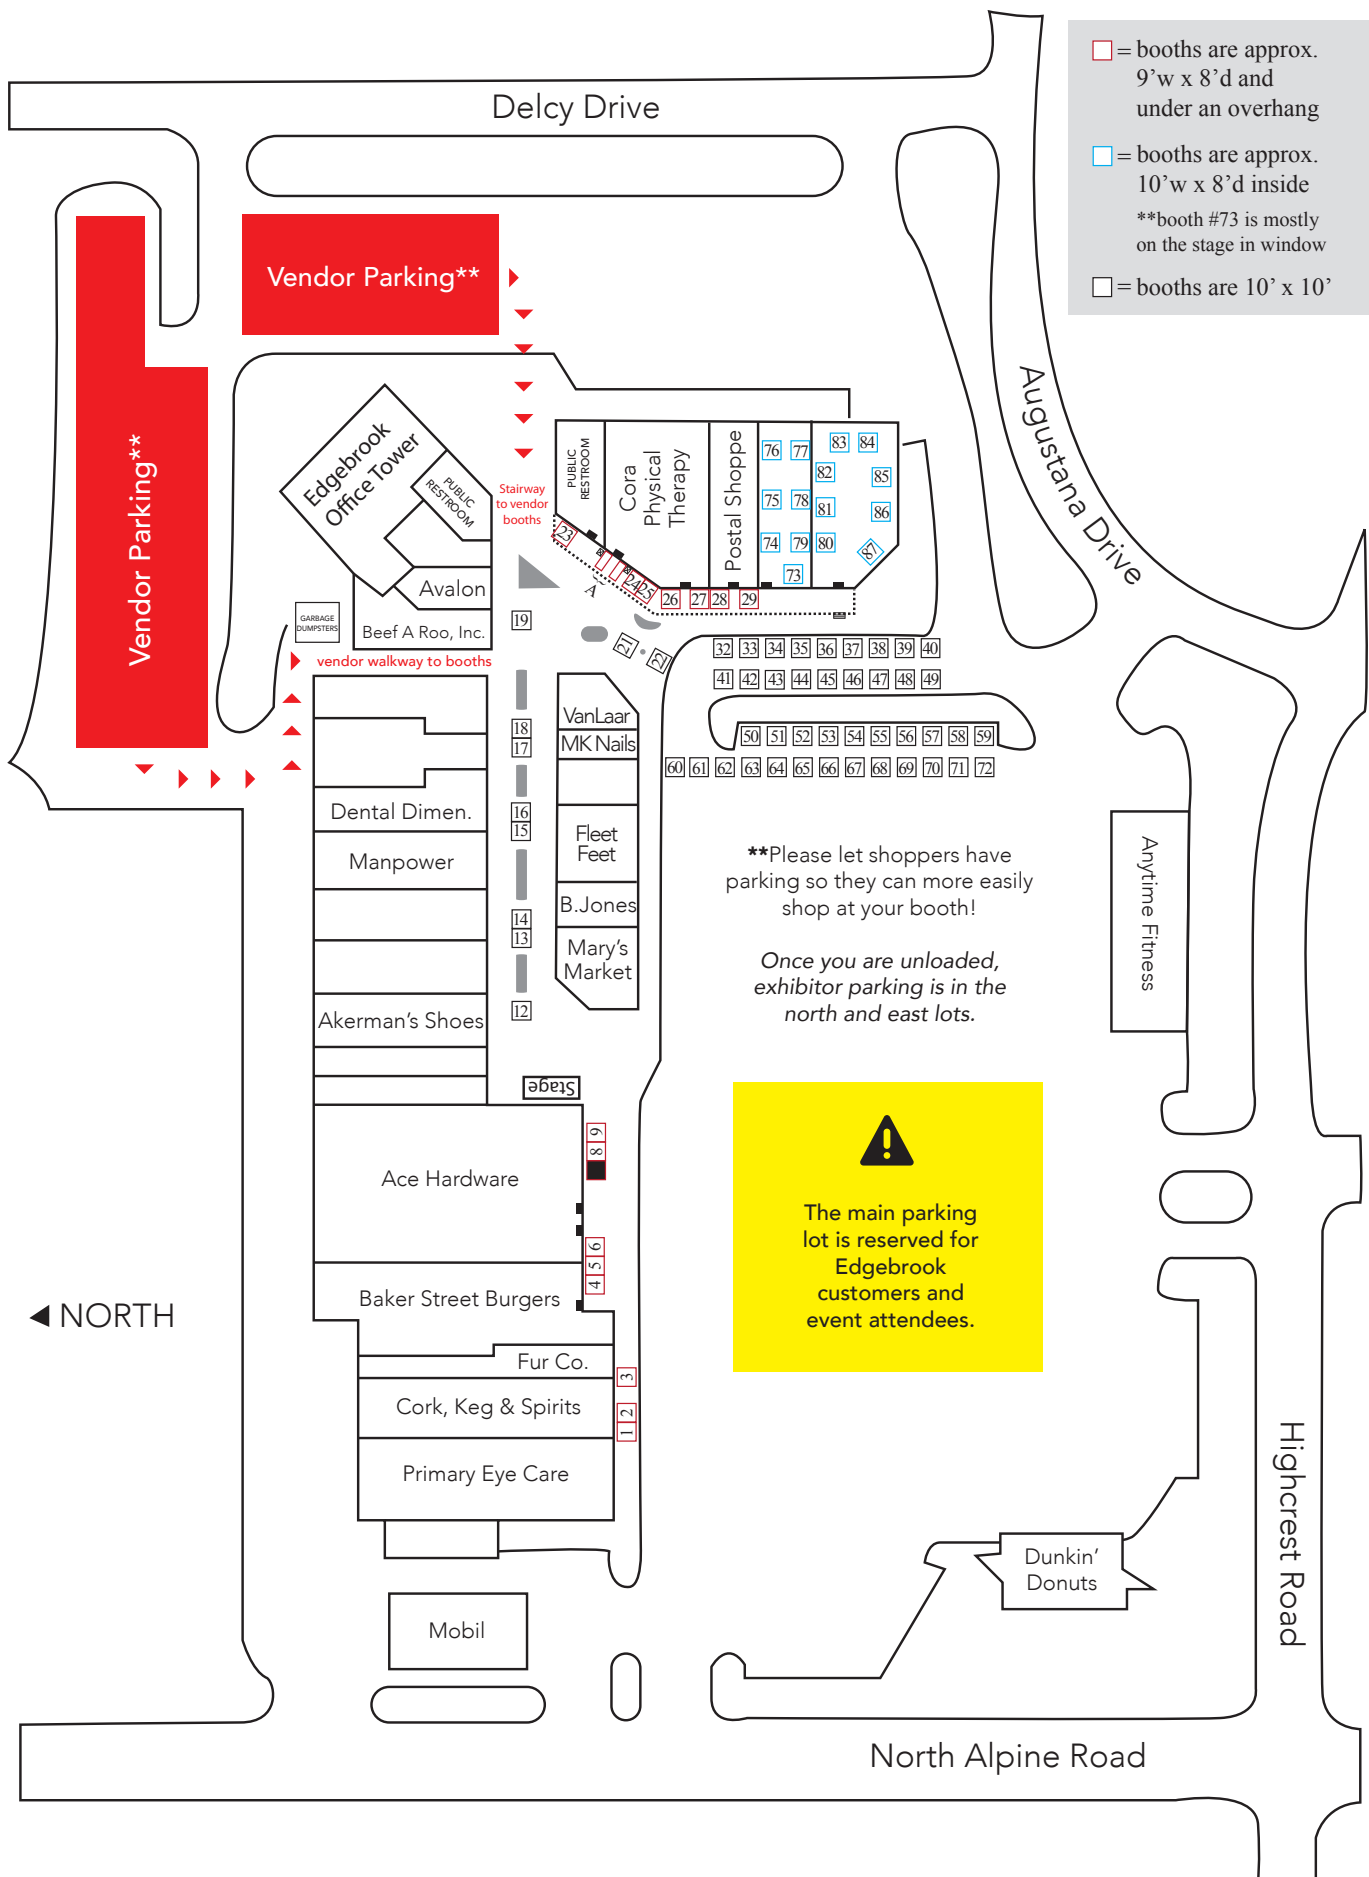 Delcy Drive
= booths are approx.
9’w x 8’d and
under an overhang
= booths are approx.
10’w x 8’d inside
**booth #73 is mostly
on the stage in window
= booths are 10’ x 10’
Vendor Parking**
Vendor Parking**
Augustana Drive
Edgebrook
Office Tower
PUBLIC
RESTROOM
Stairway
to vendor
booths
PUBLIC
RESTROOM
Cora
Physical
Therapy
Postal Shoppe
76 77 83 84
82 85
75 78 81 86
74 79 80 87
73
23
24 25
A
26 27 28 29
Avalon
Beef A Roo, Inc.
GARBAGE
DUMPSTERS
vendor walkway to booths
19
21 22
32 33 34 35 36 37 38 39 40
41 42 43 44 45 46 47 48 49
50 51 52 53 54 55 56 57 58 59
60 61 62 63 64 65 66 67 68 69 70 71 72
VanLaar
MK Nails
18
17
Dental Dimen.
16
15
Manpower
Fleet
Feet
B.Jones
14
13
Mary’s
Market
Akerman’s Shoes
12
Stage
**Please let shoppers have
parking so they can more easily
shop at your booth!
Once you are unloaded,
exhibitor parking is in the
north and east lots.
Anytime Fitness
Ace Hardware
8 9
The main parking
lot is reserved for
Edgebrook
customers and
event attendees.
4 5 6
Baker Street Burgers
NORTH
Fur Co.
3
Cork, Keg & Spirits
1 2
Primary Eye Care
Highcrest Road
Dunkin’
Donuts
Mobil
North Alpine Road